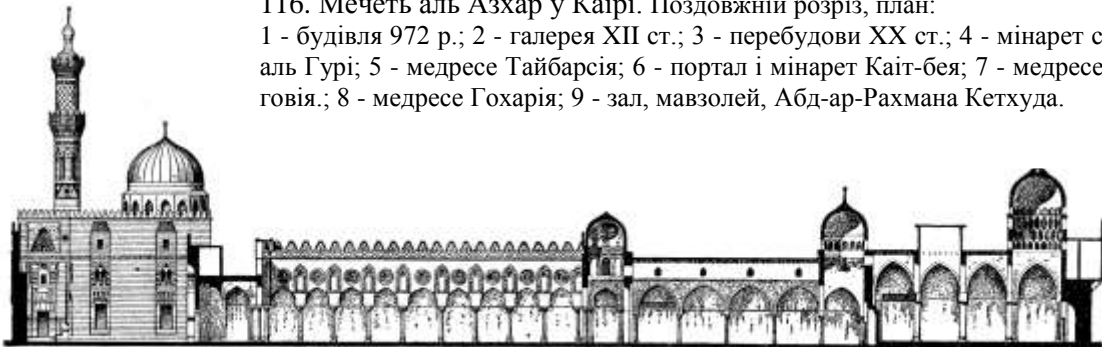 116. Мечеть аль Азхар у Каїрі. Поздовжній розріз, план:
1 - будівля 972 р.; 2 - галерея XII ст.; 3 - перебудови XX ст.; 4 - мінарет
аль Гурі; 5 - медресе Тайбарсія; 6 - портал і мінарет Каіт-бея; 7 - медресе
говія.; 8 - медресе Гохарія; 9 - зал, мавзолей, Абд-ар-Рахмана Кетхуда.